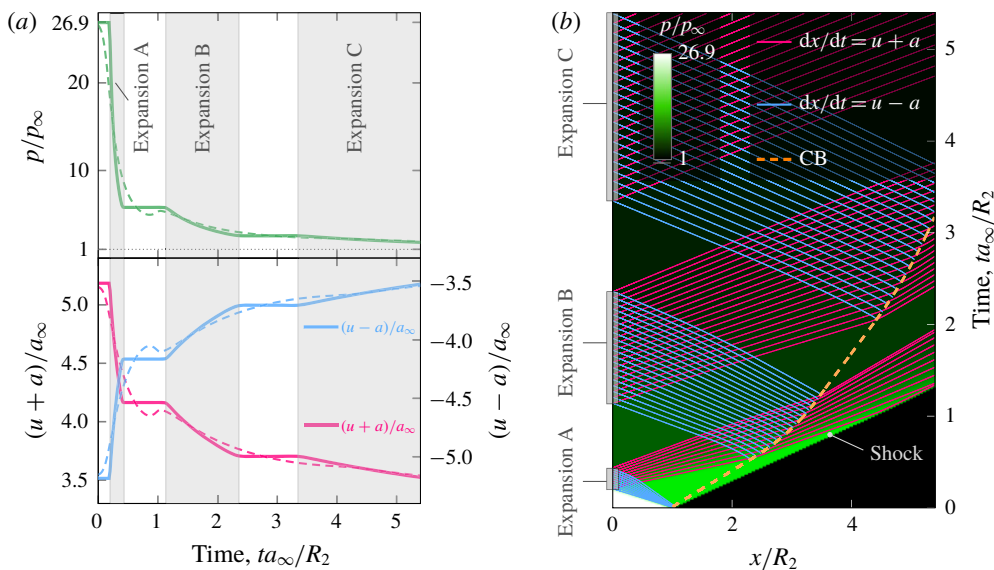 (a)
26.9
20
10
1
p/p∞
Expansion A
Expansion B
Expansion C
5.0
4.5
4.0
3.5
(u + a)/a∞
−3.5
−4.0
−4.5
−5.0
(u − a)/a∞
(u − a)/a∞
(u + a)/a∞
0 1 2 3 4 5
Time, ta∞/R2
(b)
Expansion C
Expansion B
Expansion A
p/p∞
26.9
1
dx/dt = u + a
dx/dt = u − a
CB
Shock
5
4
3
2
1
0
Time, ta∞/R2
0 2 4
x/R2